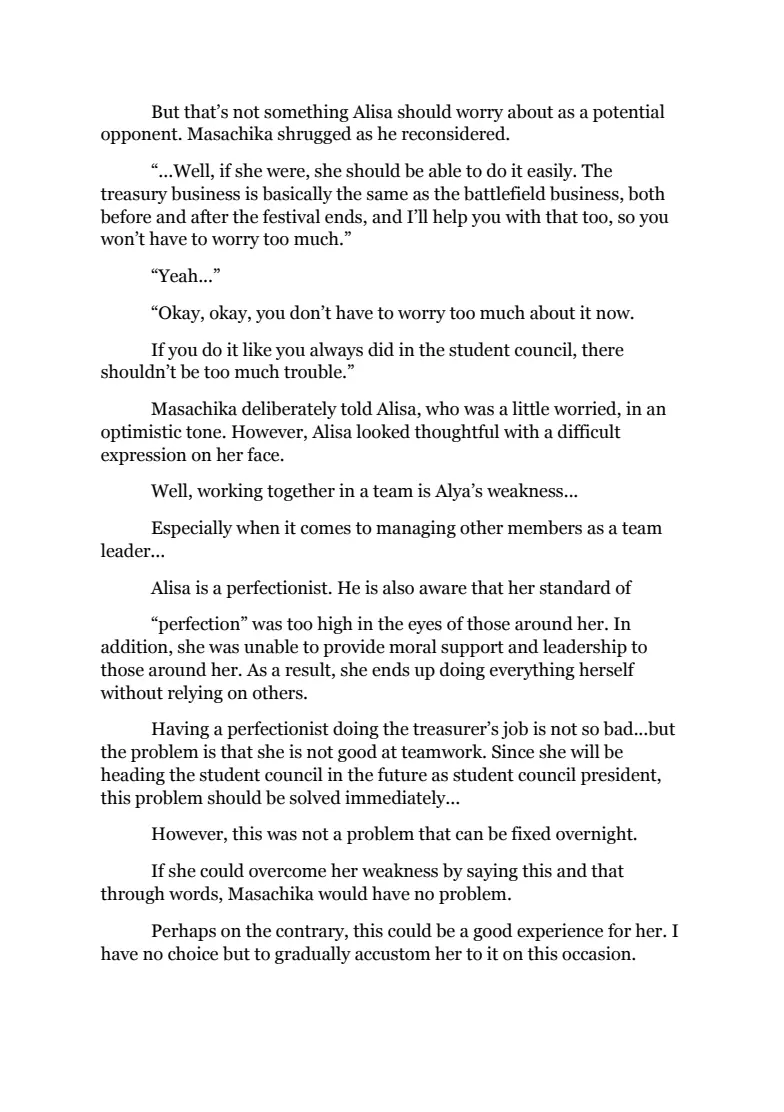 But that’s not something Alisa should worry about as a potential
opponent. Masachika shrugged as he reconsidered.
“...Well, if she were, she should be able to do it easily. The
treasury business is basically the same as the battlefield business, both
before and after the festival ends, and I’ll help you with that too, so you
won’t have to worry too much.”
“Yeah...”
“Okay, okay, you don’t have to worry too much about it now.
If you do it like you always did in the student council, there
shouldn’t be too much trouble.”
Masachika deliberately told Alisa, who was a little worried, in an
optimistic tone. However, Alisa looked thoughtful with a difficult
expression on her face.
Well, working together in a team is Alya’s weakness...
Especially when it comes to managing other members as a team
leader...
Alisa is a perfectionist. He is also aware that her standard of
“perfection” was too high in the eyes of those around her. In
addition, she was unable to provide moral support and leadership to
those around her. As a result, she ends up doing everything herself
without relying on others.
Having a perfectionist doing the treasurer’s job is not so bad...but
the problem is that she is not good at teamwork. Since she will be
heading the student council in the future as student council president,
this problem should be solved immediately...
However, this was not a problem that can be fixed overnight.
If she could overcome her weakness by saying this and that
through words, Masachika would have no problem.
Perhaps on the contrary, this could be a good experience for her. I
have no choice but to gradually accustom her to it on this occasion.